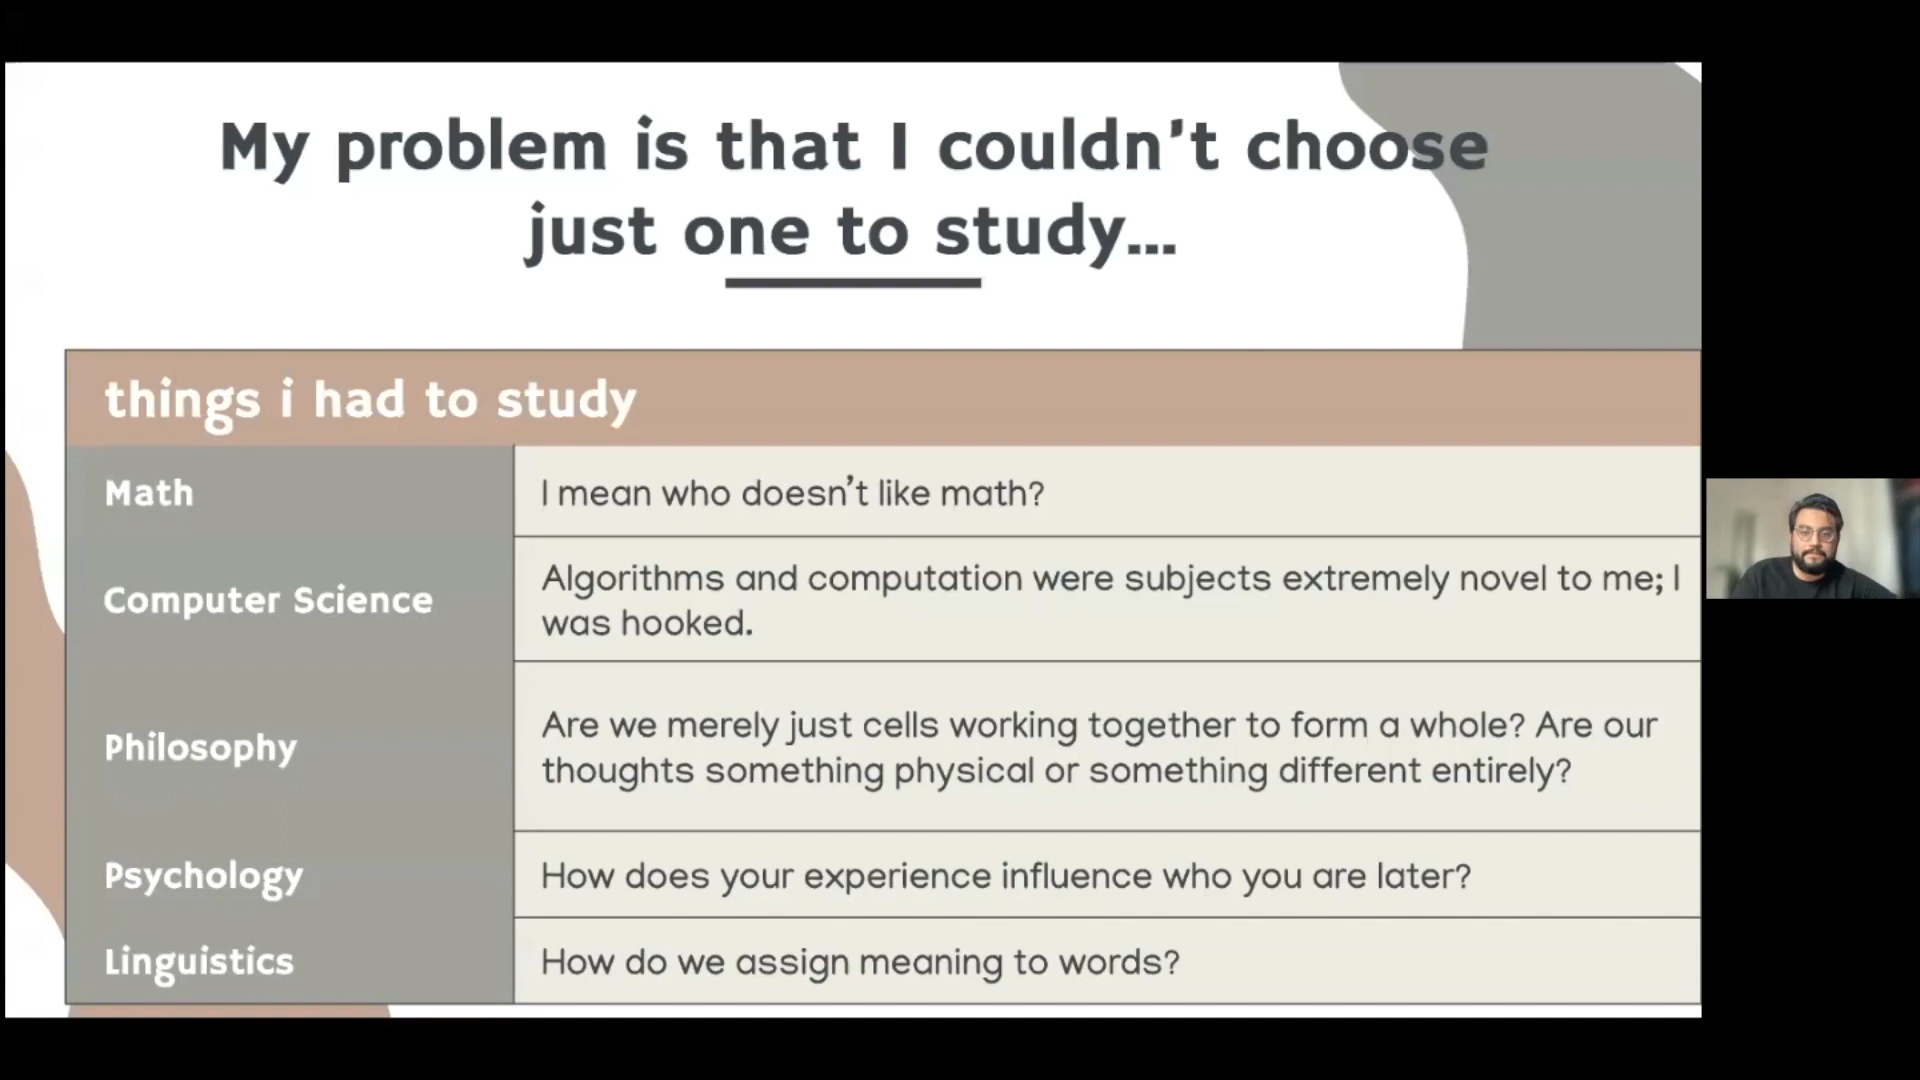 My problem is that I couldn’t choose
just one to study...
things i had to study
Math
I mean who doesn’t like math?
Computer Science
Algorithms and computation were subjects extremely novel to me; I
was hooked.
Philosophy
Are we merely just cells working together to form a whole? Are our
thoughts something physical or something different entirely?
Psychology
How does your experience influence who you are later?
Linguistics
How do we assign meaning to words?